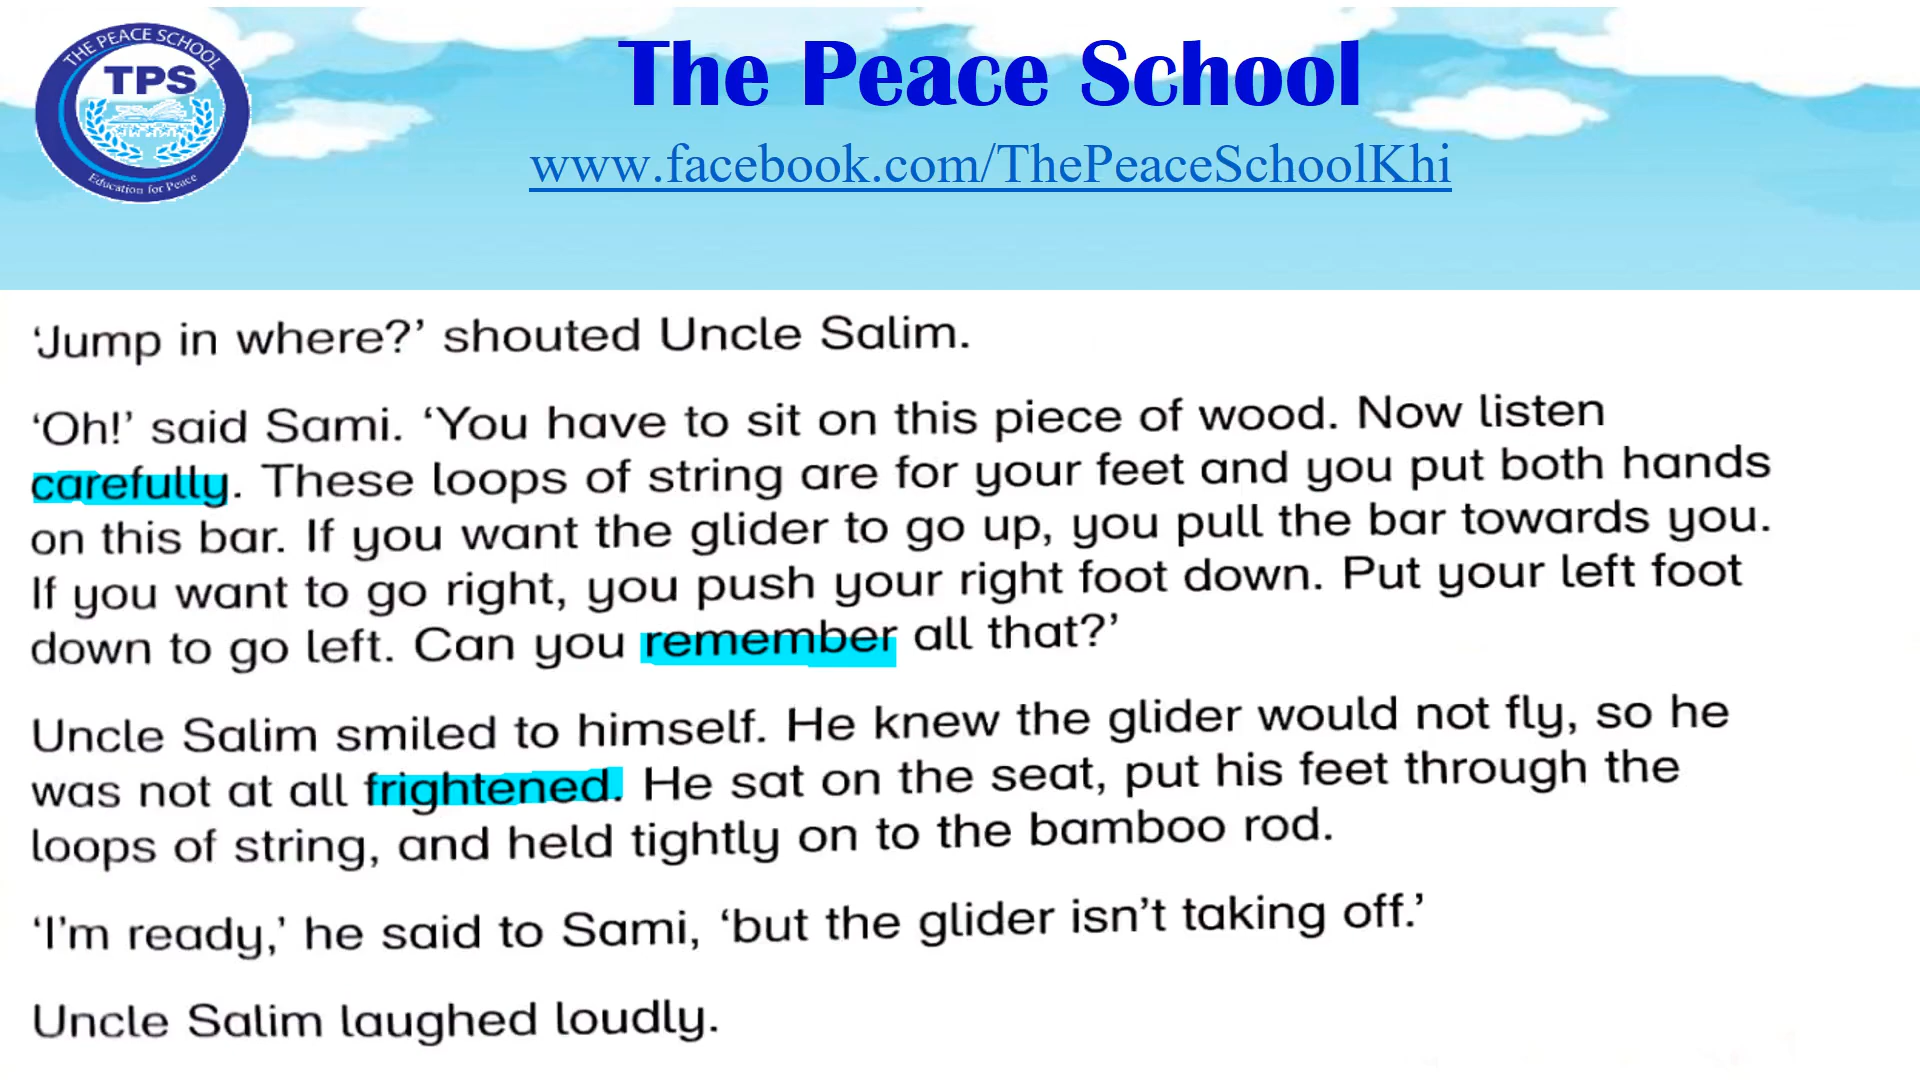 THE PEACE SCHOOL
TPS
Education for Peace
The Peace School
www.facebook.com/ThePeaceSchoolKhi
‘Jump in where?’ shouted Uncle Salim.
‘Oh!’ said Sami. ‘You have to sit on this piece of wood. Now listen
carefully. These loops of string are for your feet and you put both hands
on this bar. If you want the glider to go up, you pull the bar towards you.
If you want to go right, you push your right foot down. Put your left foot
down to go left. Can you remember all that?’
Uncle Salim smiled to himself. He knew the glider would not fly, so he
was not at all frightened. He sat on the seat, put his feet through the
loops of string, and held tightly on to the bamboo rod.
‘I’m ready,’ he said to Sami, ‘but the glider isn’t taking off.’
Uncle Salim laughed loudly.